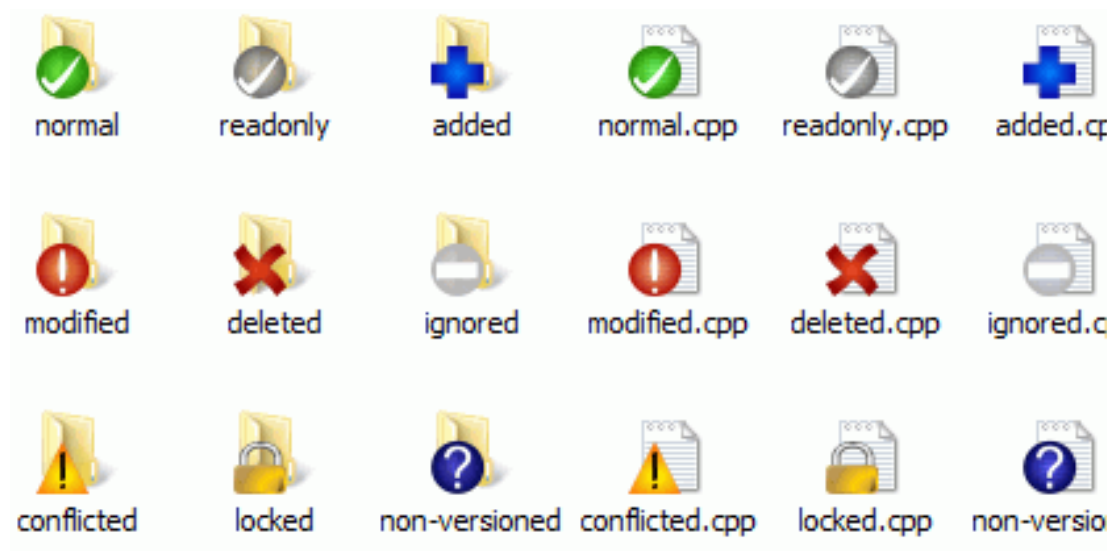 normal readonly added normal.cpp readonly.cpp added.cp
modified deleted ignored modified.cpp deleted.cpp ignored.c
conflicted locked non-versioned conflicted.cpp locked.cpp non-versio